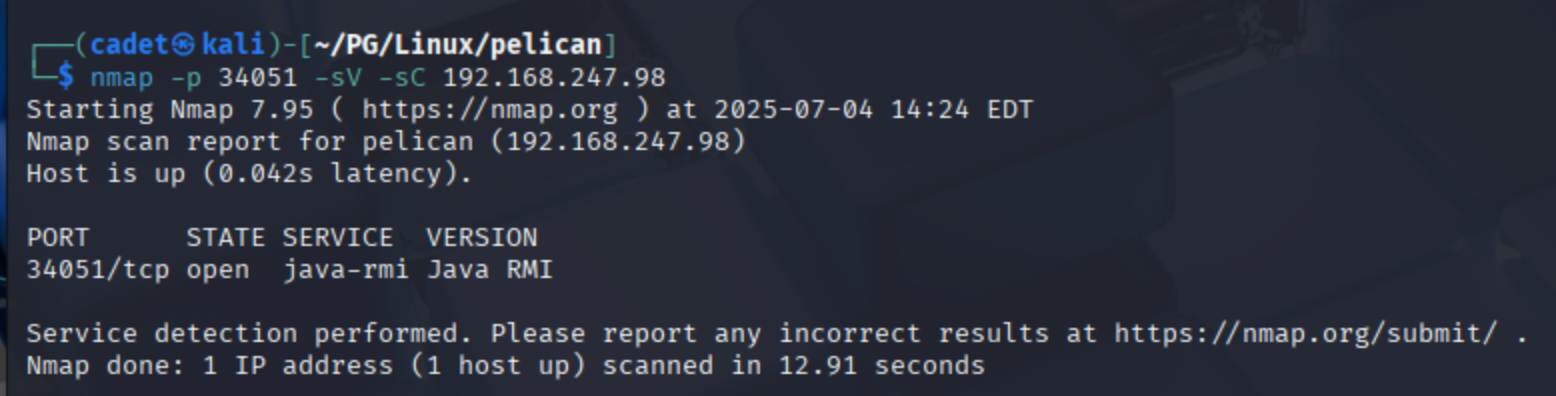 ┌──(cadet㉿kali)-[~/PG/Linux/pelican]
└─$ nmap -p 34051 -sV -sC 192.168.247.98
Starting Nmap 7.95 ( https://nmap.org ) at 2025-07-04 14:24 EDT
Nmap scan report for pelican (192.168.247.98)
Host is up (0.042s latency).
PORT      STATE SERVICE  VERSION
34051/tcp open  java-rmi Java RMI
Service detection performed. Please report any incorrect results at https://nmap.org/submit/ .
Nmap done: 1 IP address (1 host up) scanned in 12.91 seconds